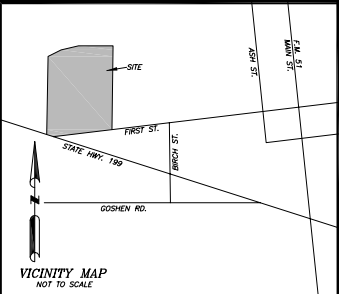 SITE
ASH ST.
F.M. 51
MAIN ST.
FIRST ST.
BIRCH ST.
STATE HWY. 199
GOSHEN RD.
N
VICINITY MAP
NOT TO SCALE